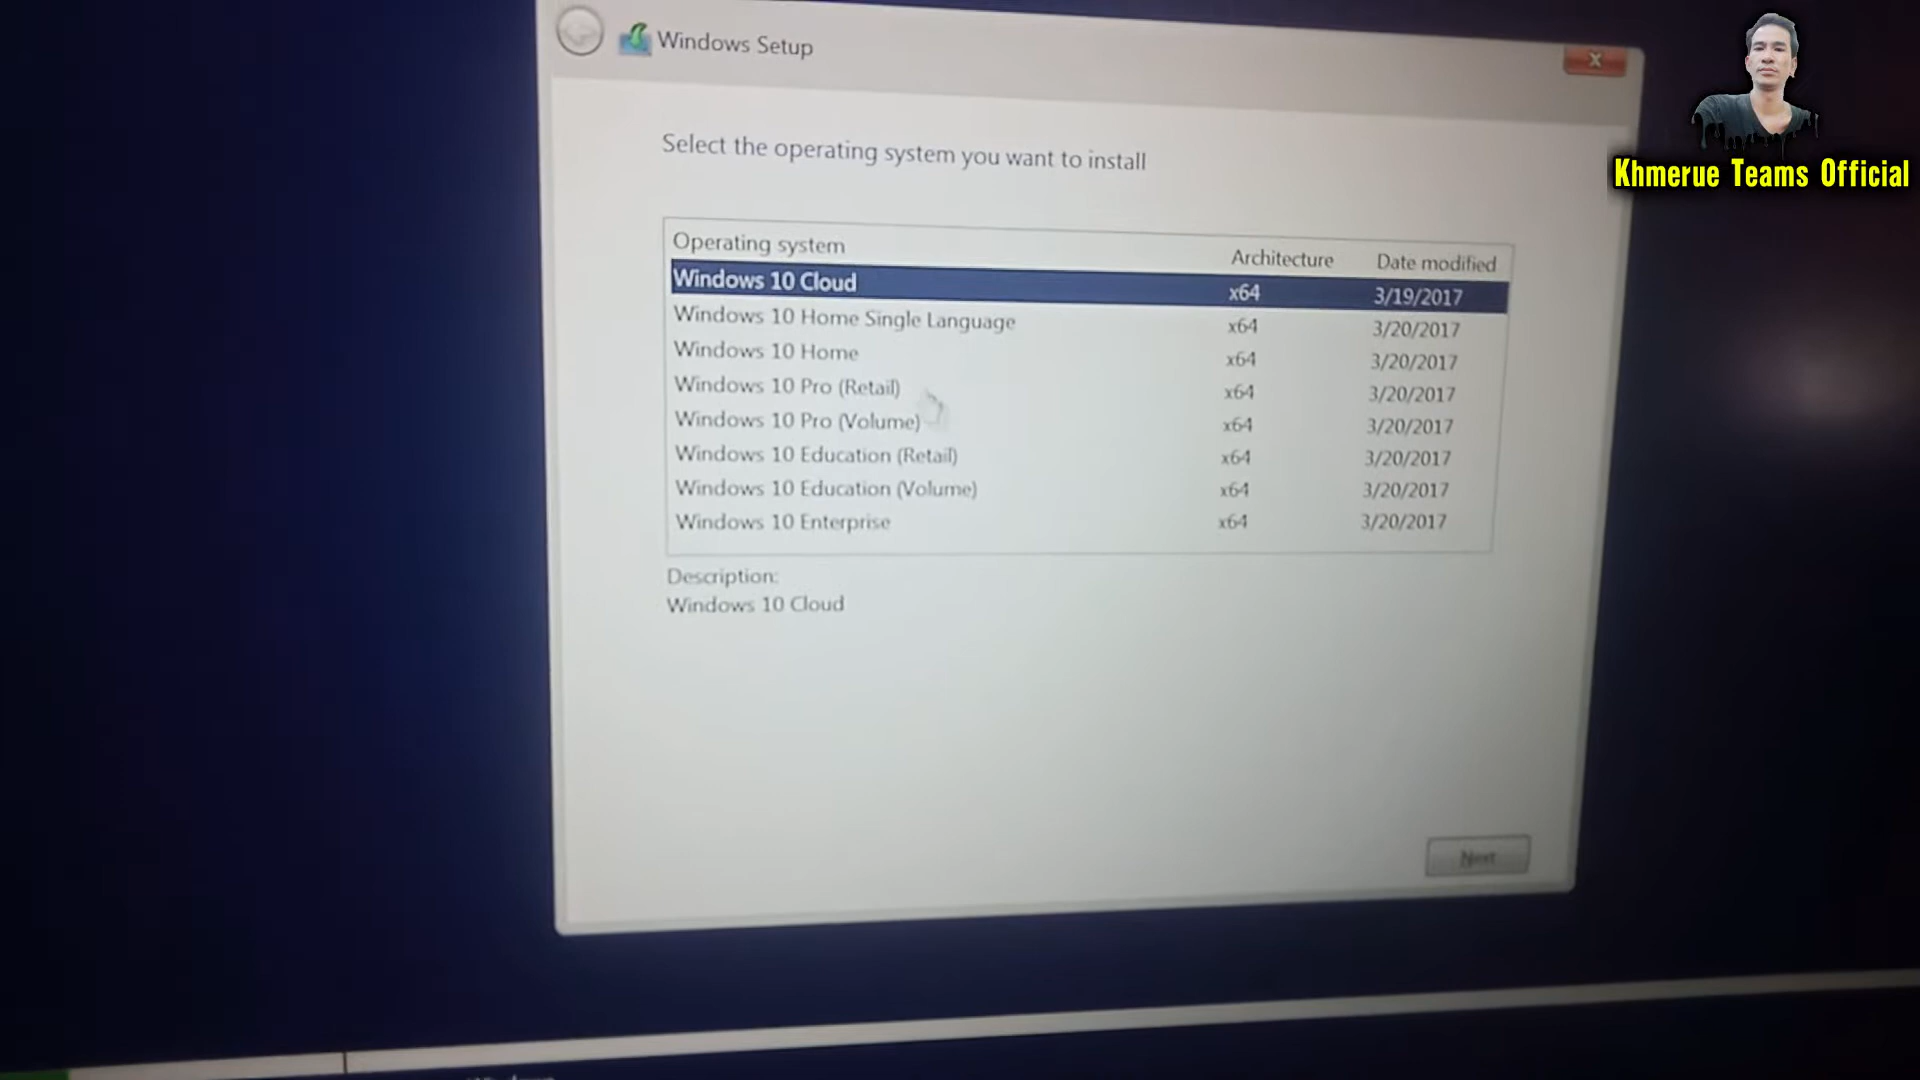 Windows Setup
Khmerue Teams Official
Select the operating system you want to install
Operating system Architecture Date modified
Windows 10 Cloud x64 3/19/2017
Windows 10 Home Single Language x64 3/20/2017
Windows 10 Home x64 3/20/2017
Windows 10 Pro (Retail) x64 3/20/2017
Windows 10 Pro (Volume) x64 3/20/2017
Windows 10 Education (Retail) x64 3/20/2017
Windows 10 Education (Volume) x64 3/20/2017
Windows 10 Enterprise x64 3/20/2017
Description:
Windows 10 Cloud
Next